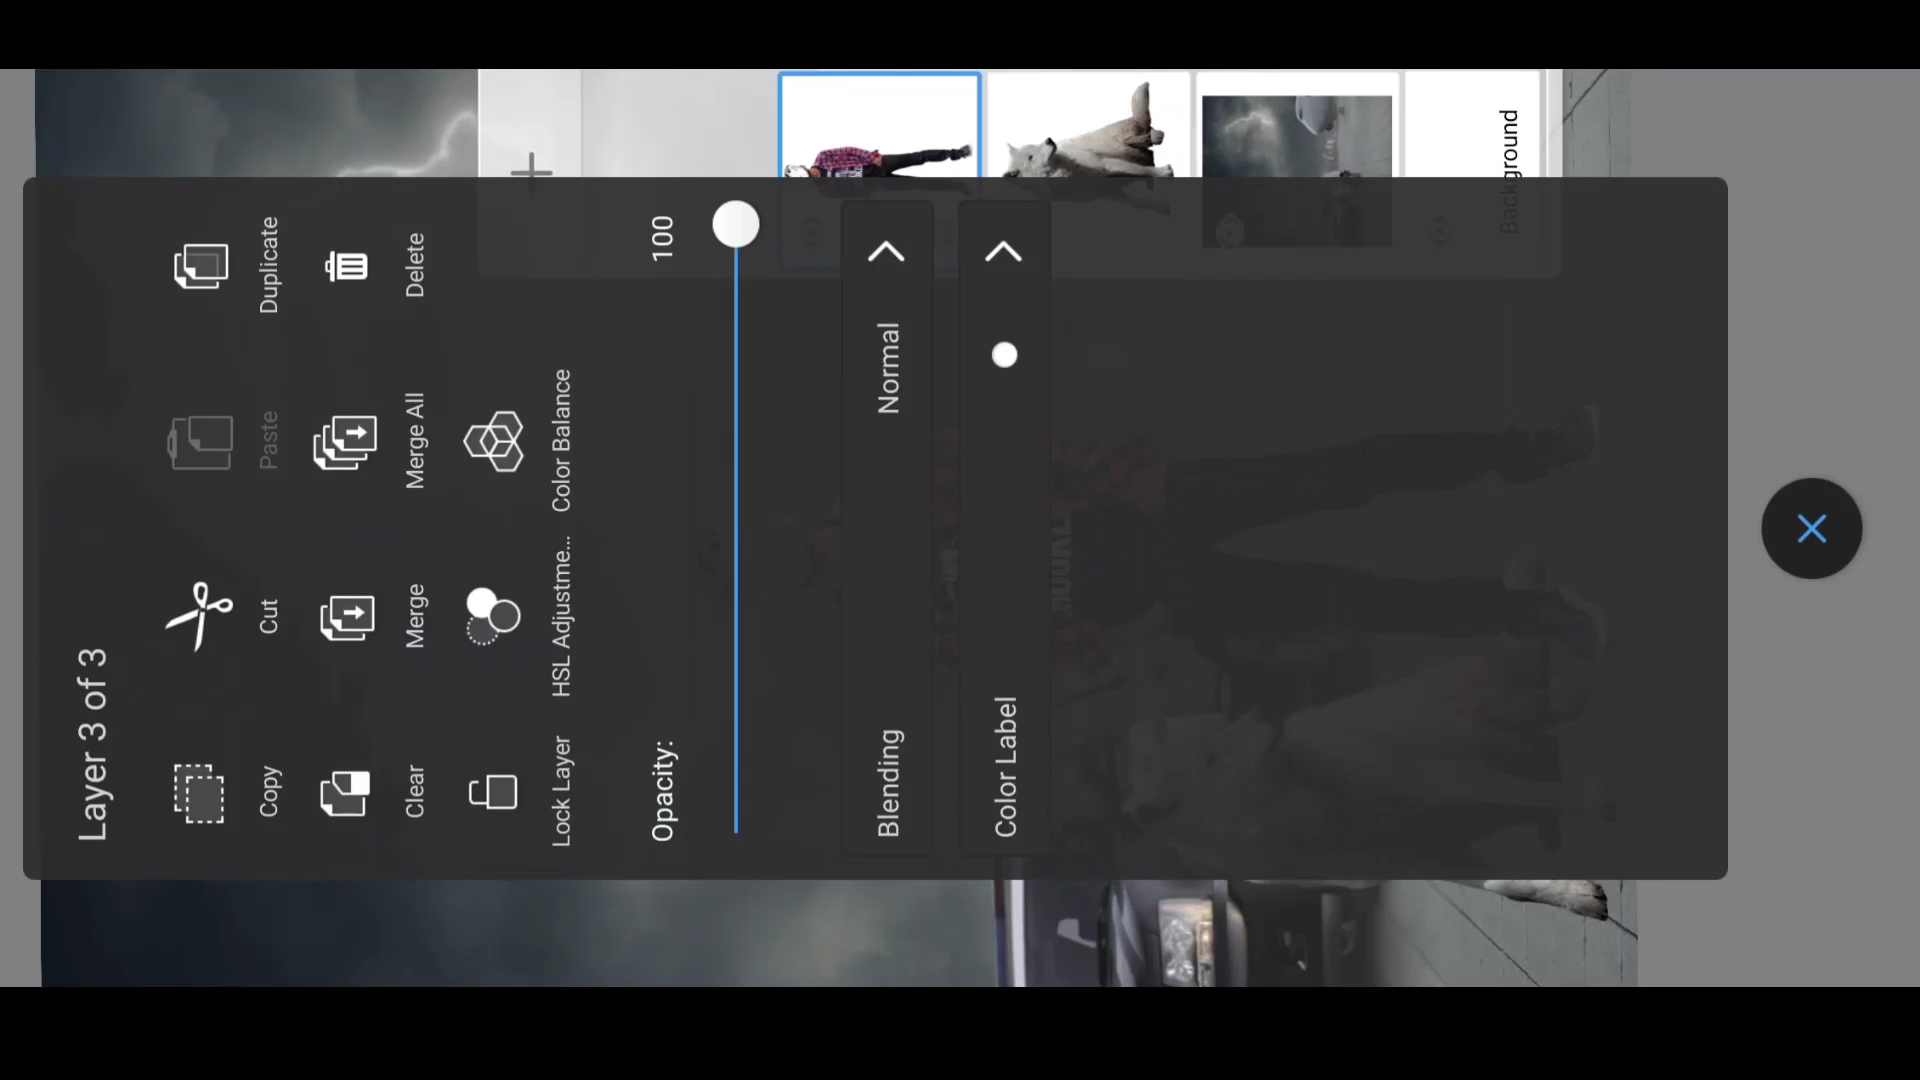 Layer 3 of 3
Copy
Cut
Paste
Duplicate
Clear
Merge
Merge All
Delete
Lock Layer
HSL Adjustme...
Color Balance
Opacity:
100
Blending
Normal
Color Label
Background